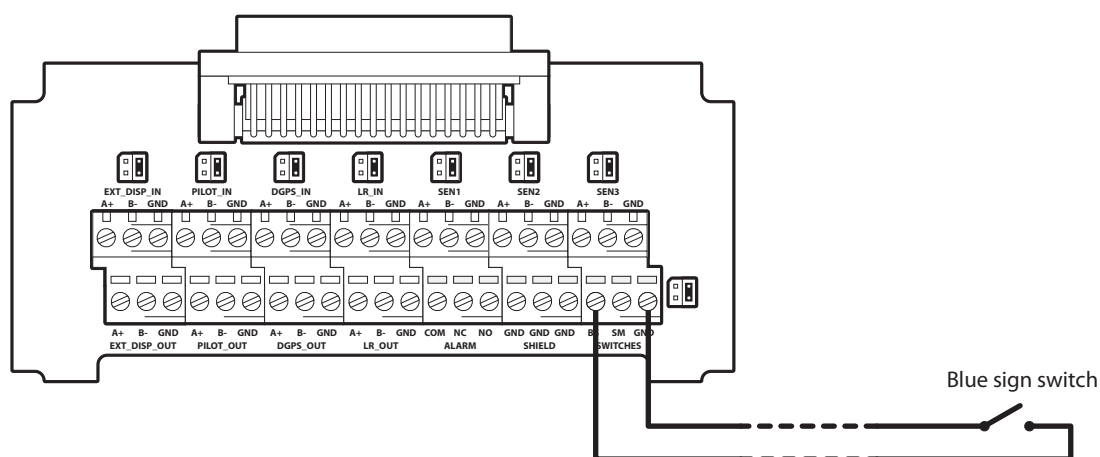 EXT_DISP_IN PILOT_IN DGPS_IN LR_IN SEN1 SEN2 SEN3
A+ B- GND A+ B- GND A+ B- GND A+ B- GND A+ B- GND A+ B- GND A+ B- GND
A+ B- GND A+ B- GND A+ B- GND A+ B- GND COM NC NO GND GND GND BS SM GND
EXT_DISP_OUT PILOT_OUT DGPS_OUT LR_OUT ALARM SHIELD SWITCHES
Blue sign switch